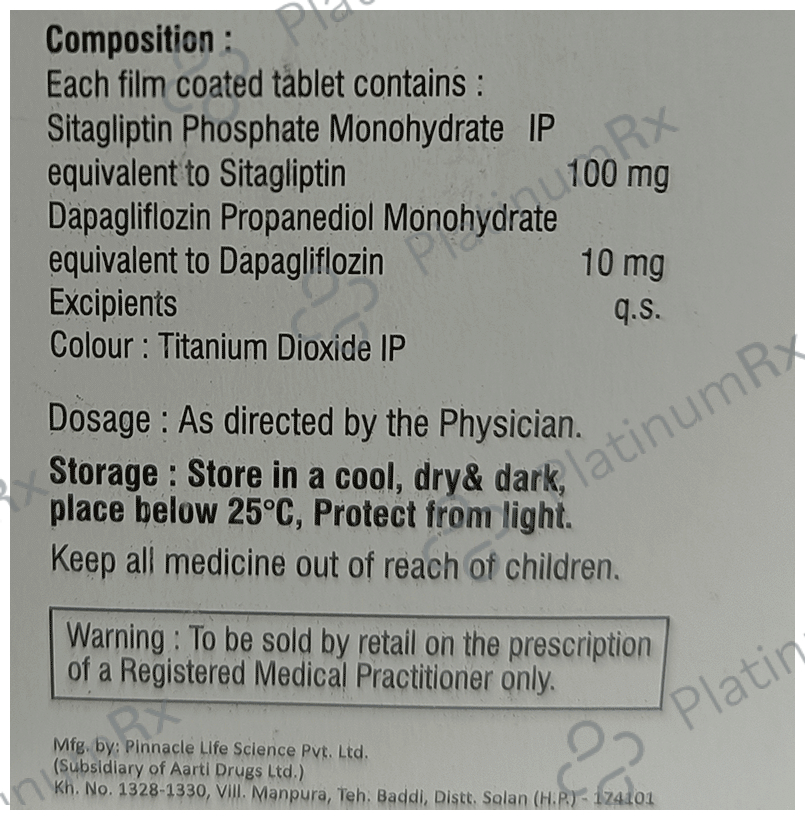 Composition :
Each film coated tablet contains :
Sitagliptin Phosphate Monohydrate IP
equivalent to Sitagliptin 100 mg
Dapagliflozin Propanediol Monohydrate
equivalent to Dapagliflozin 10 mg
Excipients q.s.
Colour : Titanium Dioxide IP
Dosage : As directed by the Physician.
Storage : Store in a cool, dry& dark,
place below 25°C, Protect from light.
Keep all medicine out of reach of children.
Warning : To be sold by retail on the prescription
of a Registered Medical Practitioner only.
Mfg. by: Pinnacle Life Science Pvt. Ltd.
(Subsidiary of Aarti Drugs Ltd.)
Kh. No. 1328-1330, Vill. Manpura, Teh. Baddi, Distt. Solan (H.P.) - 174101
PlatinumRx
PlatinumRx